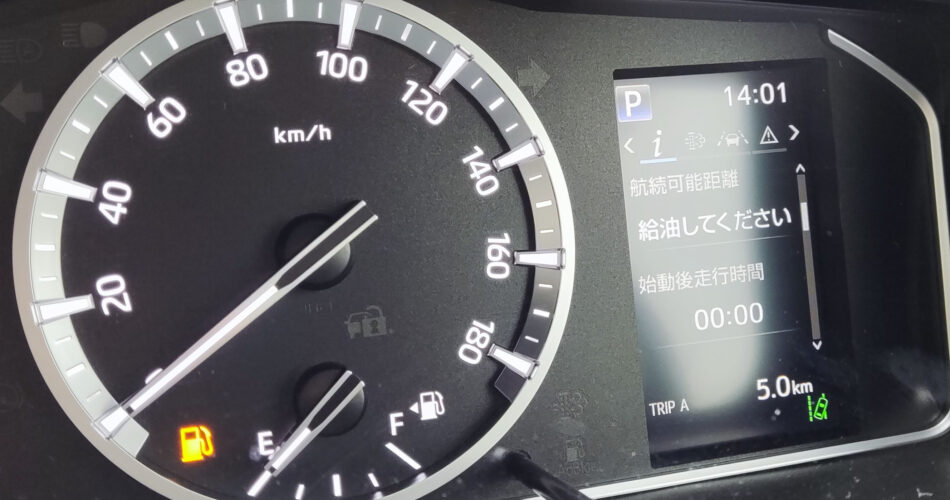 20
40
60
80
100
120
140
160
180
km/h
E
F
P
14:01
i
航続可能距離
給油してください
始動後走行時間
00:00
TRIP A
5.0km
AdBlue